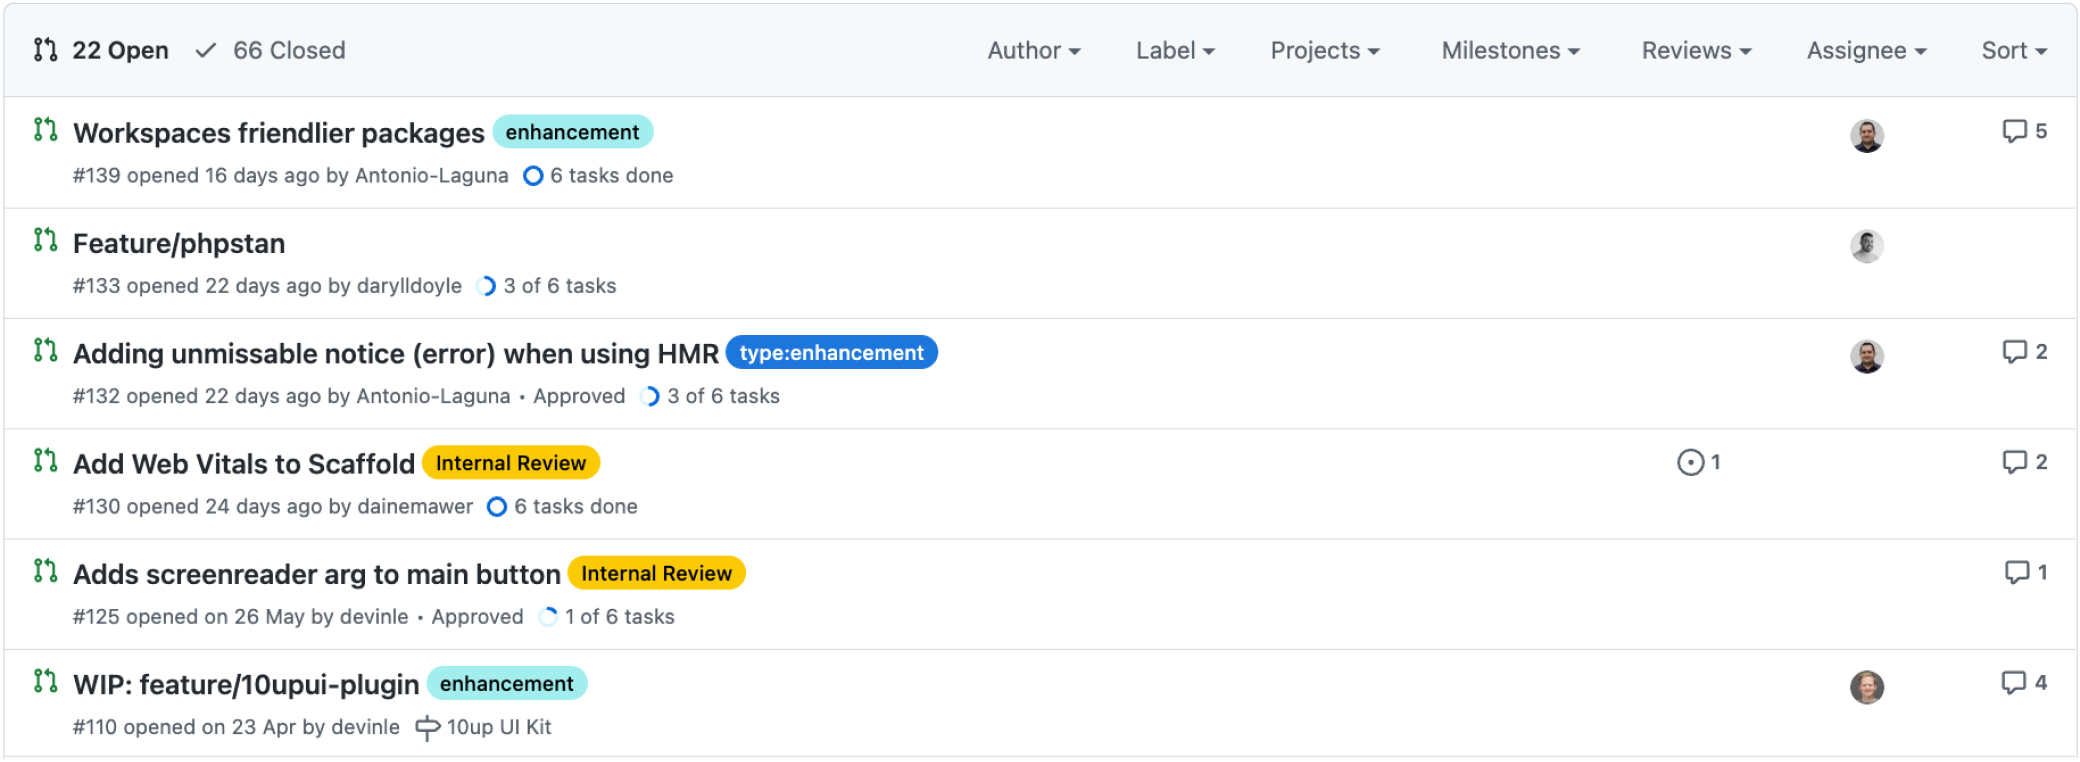 22 Open 66 Closed Author Label Projects Milestones Reviews Assignee Sort
Workspaces friendlier packages enhancement 5
#139 opened 16 days ago by Antonio-Laguna 6 tasks done
Feature/phpstan
#133 opened 22 days ago by darylldoyle 3 of 6 tasks
Adding unmissable notice (error) when using HMR type:enhancement 2
#132 opened 22 days ago by Antonio-Laguna • Approved 3 of 6 tasks
Add Web Vitals to Scaffold Internal Review 1 2
#130 opened 24 days ago by dainemawer 6 tasks done
Adds screenreader arg to main button Internal Review 1
#125 opened on 26 May by devinle • Approved 1 of 6 tasks
WIP: feature/10upui-plugin enhancement 4
#110 opened on 23 Apr by devinle 10up UI Kit